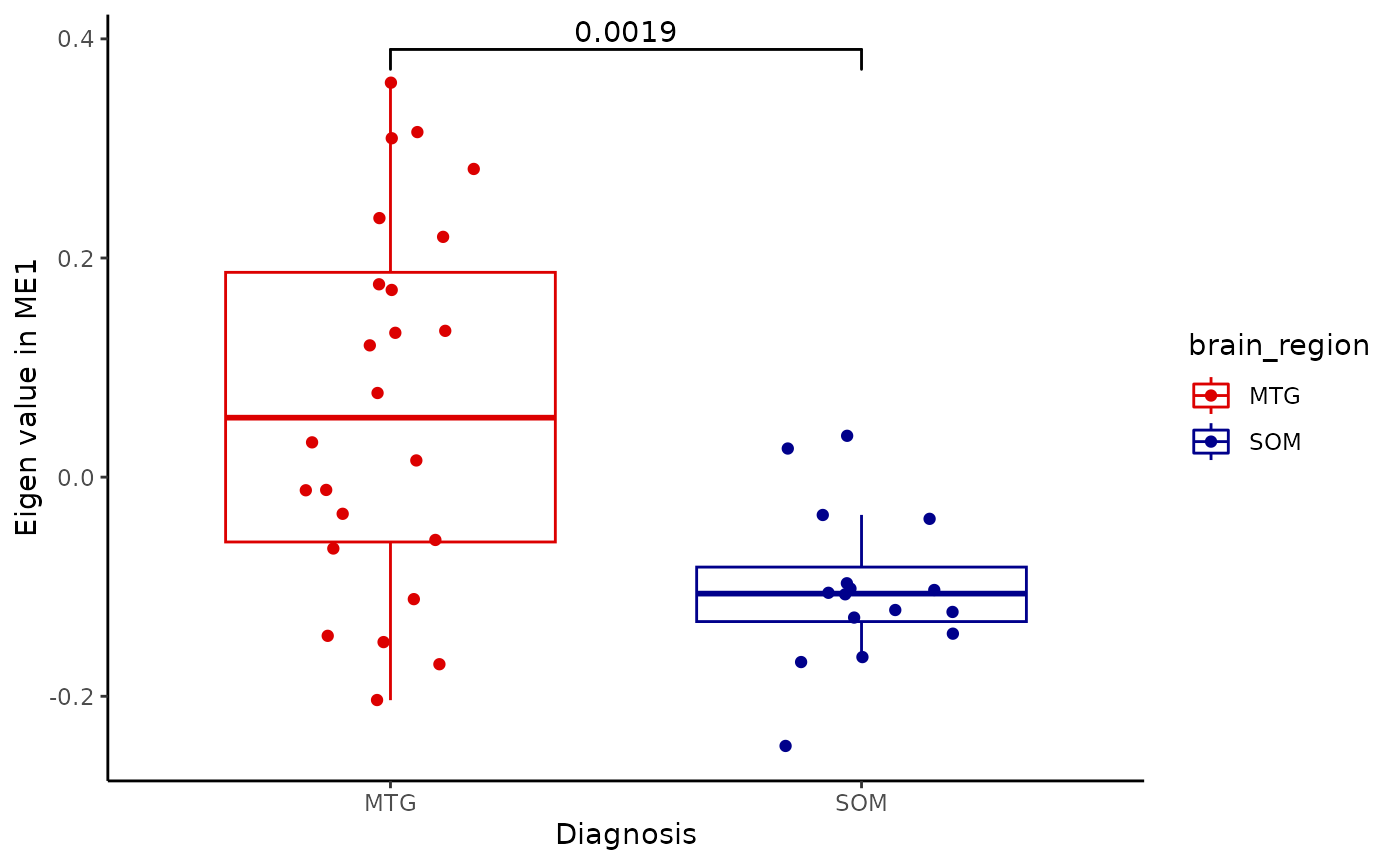 0.0019
0.4
0.2
0.0
-0.2
Eigen value in ME1
MTG
SOM
Diagnosis
brain_region
MTG
SOM